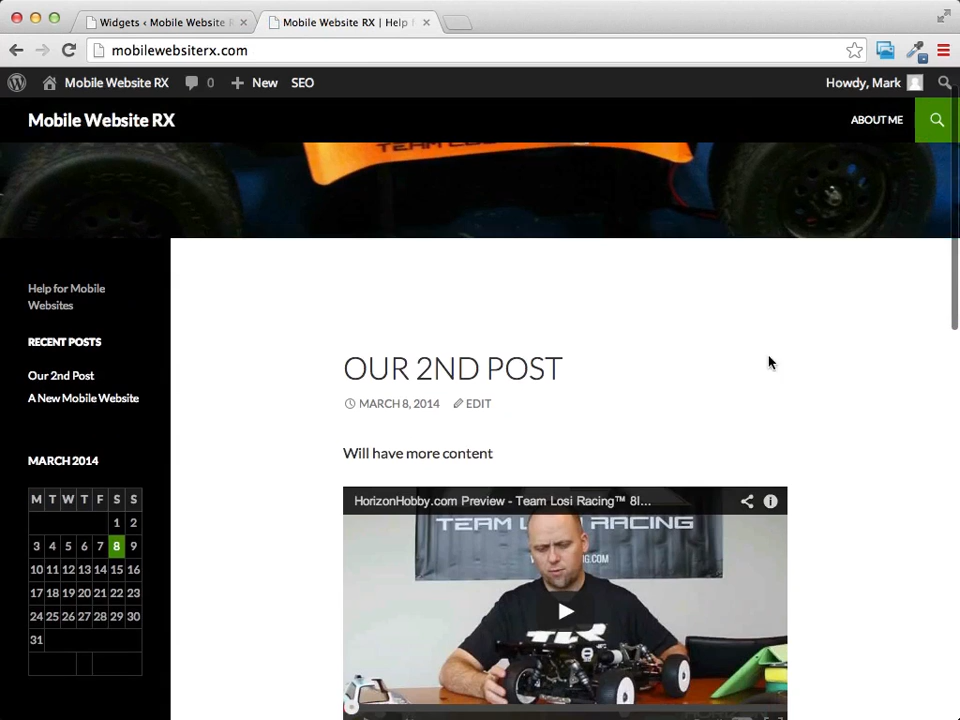 Widgets ‹ Mobile Website R
Mobile Website RX | Help f
mobilewebsiterx.com
Mobile Website RX 0 New SEO Howdy, Mark
Mobile Website RX
ABOUT ME
Help for Mobile
Websites
RECENT POSTS
Our 2nd Post
A New Mobile Website
MARCH 2014
M T W T F S S
1 2
3 4 5 6 7 8 9
10 11 12 13 14 15 16
17 18 19 20 21 22 23
24 25 26 27 28 29 30
31
OUR 2ND POST
MARCH 8, 2014 EDIT
Will have more content
HorizonHobby.com Preview - Team Losi Racing™ 8I...
TEAM LOSI RACING
TLR